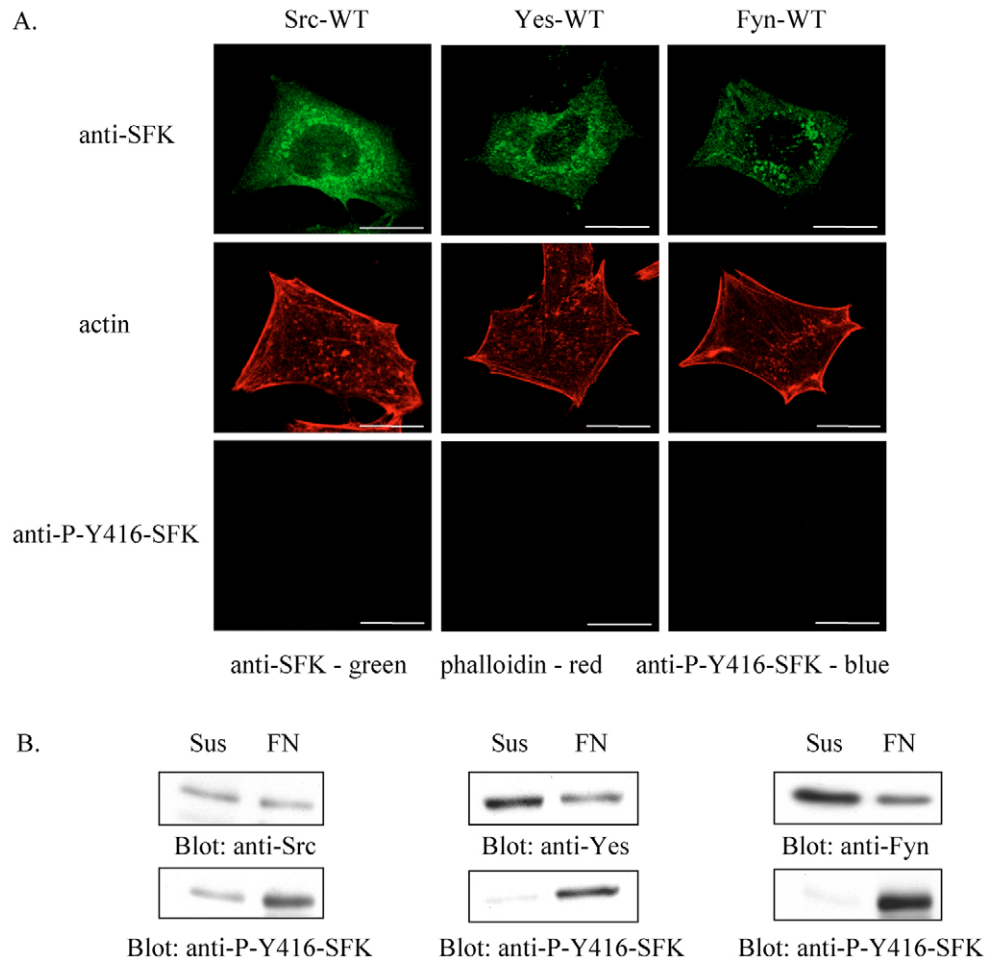 A.
Src-WT Yes-WT Fyn-WT
anti-SFK
actin
anti-P-Y416-SFK
anti-SFK - green phalloidin - red anti-P-Y416-SFK - blue
B.
Sus FN Sus FN Sus FN
Blot: anti-Src Blot: anti-Yes Blot: anti-Fyn
Blot: anti-P-Y416-SFK Blot: anti-P-Y416-SFK Blot: anti-P-Y416-SFK